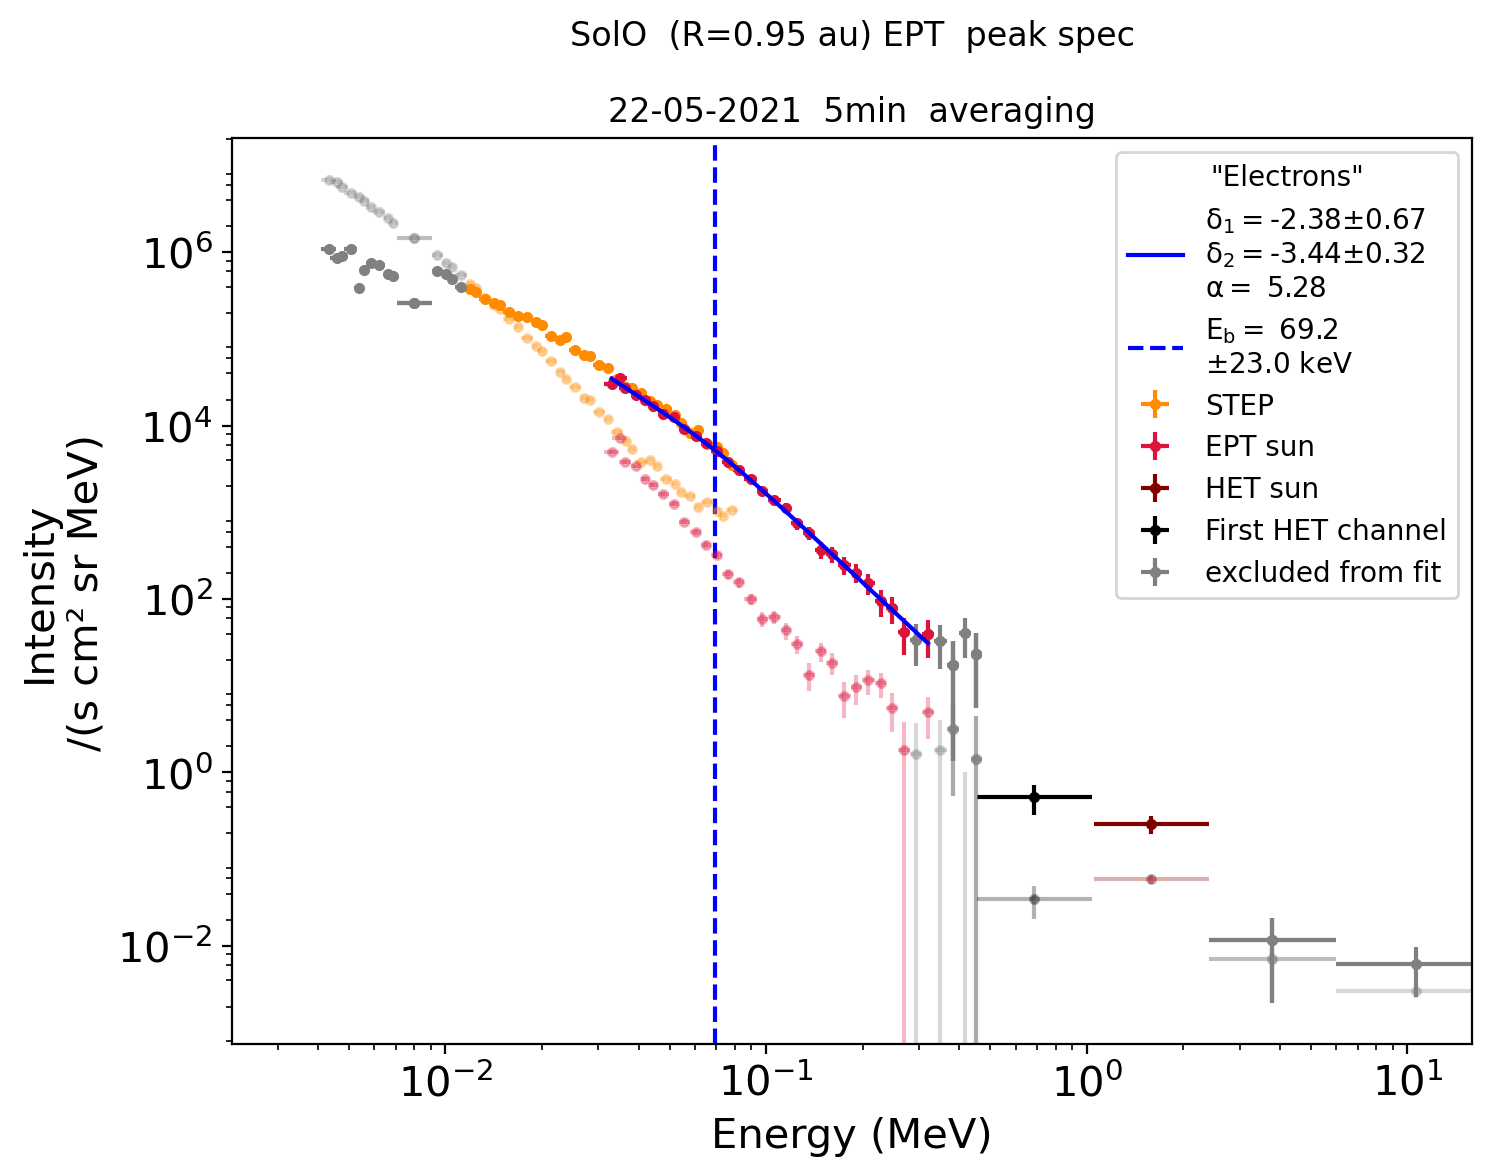 SolO  (R=0.95 au) EPT  peak spec
22-05-2021  5min  averaging
"Electrons"
δ₁ = -2.38±0.67
δ₂ = -3.44±0.32
α =  5.28
E_b =  69.2
±23.0 keV
STEP
EPT sun
HET sun
First HET channel
excluded from fit
Intensity
/(s cm² sr MeV)
10⁶
10⁴
10²
10⁰
10⁻²
10⁻²
10⁻¹
10⁰
10¹
Energy (MeV)